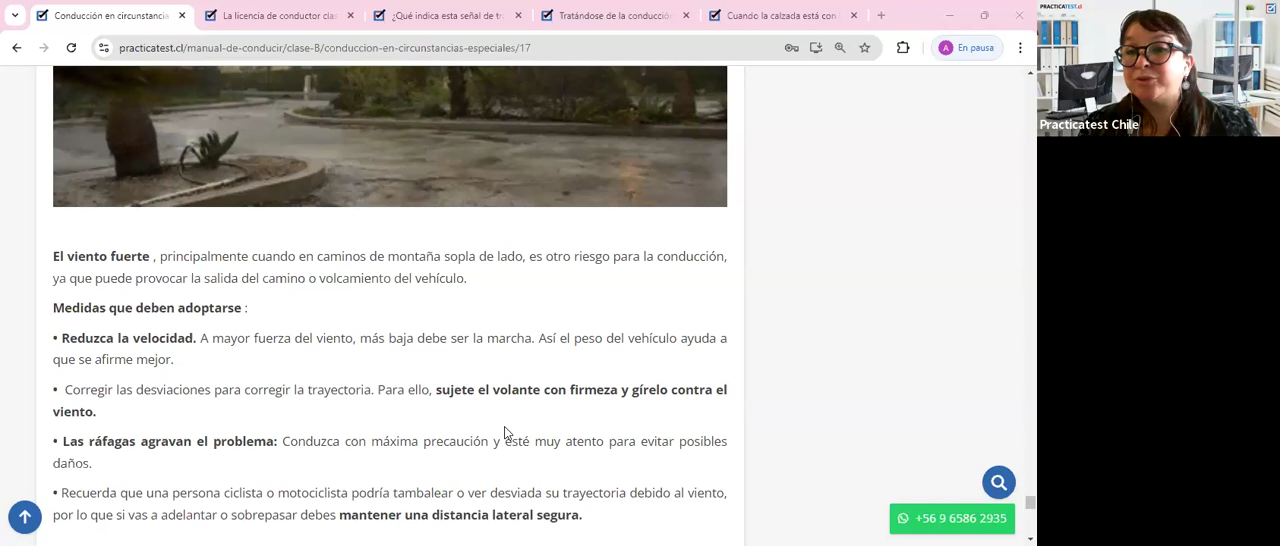 Conducción en circunstancia
La licencia de conductor clas
¿Qué indica esta señal de tr
Tratándose de la conducción
Cuando la calzada está con
practicatest.cl/manual-de-conducir/clase-B/conduccion-en-circunstancias-especiales/17
A En pausa
PRACTICATEST.cl
Practicatest Chile
El viento fuerte , principalmente cuando en caminos de montaña sopla de lado, es otro riesgo para la conducción,
ya que puede provocar la salida del camino o volcamiento del vehículo.
Medidas que deben adoptarse :
• Reduzca la velocidad. A mayor fuerza del viento, más baja debe ser la marcha. Así el peso del vehículo ayuda a
que se afirme mejor.
• Corregir las desviaciones para corregir la trayectoria. Para ello, sujete el volante con firmeza y gírelo contra el
viento.
• Las ráfagas agravan el problema: Conduzca con máxima precaución y esté muy atento para evitar posibles
daños.
• Recuerda que una persona ciclista o motociclista podría tambalear o ver desviada su trayectoria debido al viento,
por lo que si vas a adelantar o sobrepasar debes mantener una distancia lateral segura.
+56 9 6586 2935